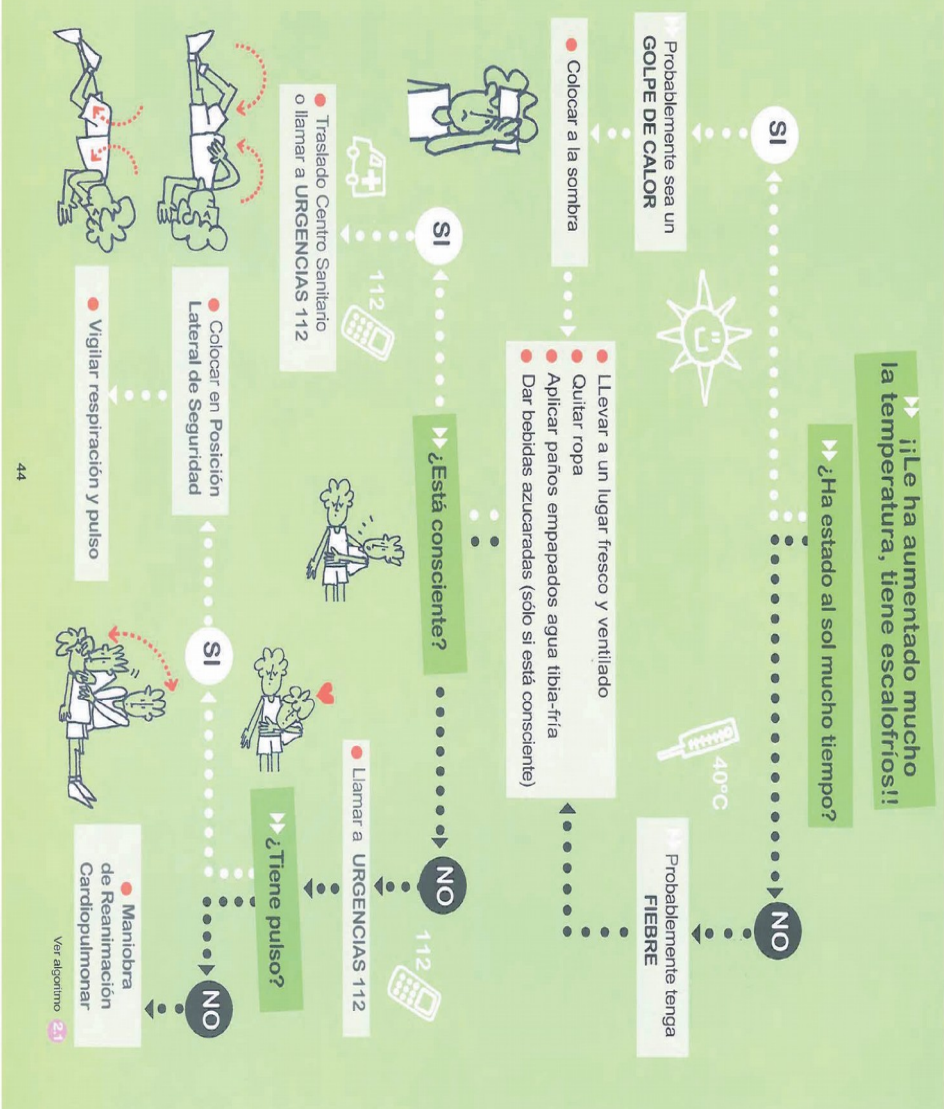 ¡¡Le ha aumentado mucho
la temperatura, tiene escalofríos!!
¿Ha estado al sol mucho tiempo?
SI
NO
Probablemente sea un
GOLPE DE CALOR
40ºC
Probablemente tenga
FIEBRE
Colocar a la sombra
LLevar a un lugar fresco y ventilado
Quitar ropa
Aplicar paños empapados agua tibia-fría
Dar bebidas azucaradas (sólo si está consciente)
¿Está consciente?
SI
NO
112
112
Traslado Centro Sanitario
o llamar a URGENCIAS 112
Llamar a URGENCIAS 112
¿Tiene pulso?
SI
NO
Colocar en Posición
Lateral de Seguridad
Vigilar respiración y pulso
Maniobra
de Reanimación
Cardiopulmonar
Ver algoritmo 2.1
44